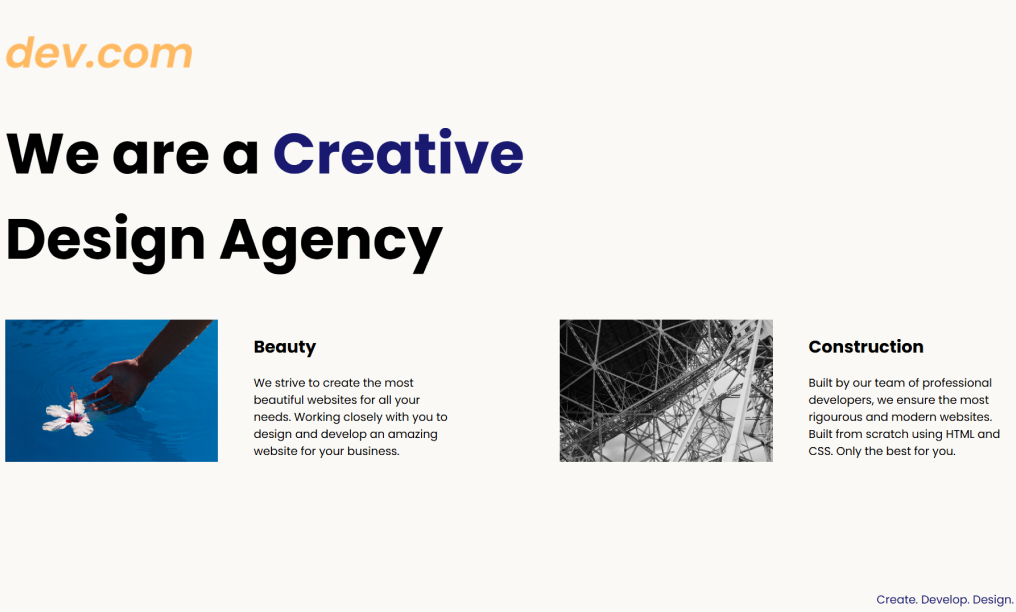 dev.com
We are a Creative
Design Agency
Beauty
We strive to create the most
beautiful websites for all your
needs. Working closely with you to
design and develop an amazing
website for your business.
Construction
Built by our team of professional
developers, we ensure the most
rigourous and modern websites.
Built from scratch using HTML and
CSS. Only the best for you.
Create. Develop. Design.